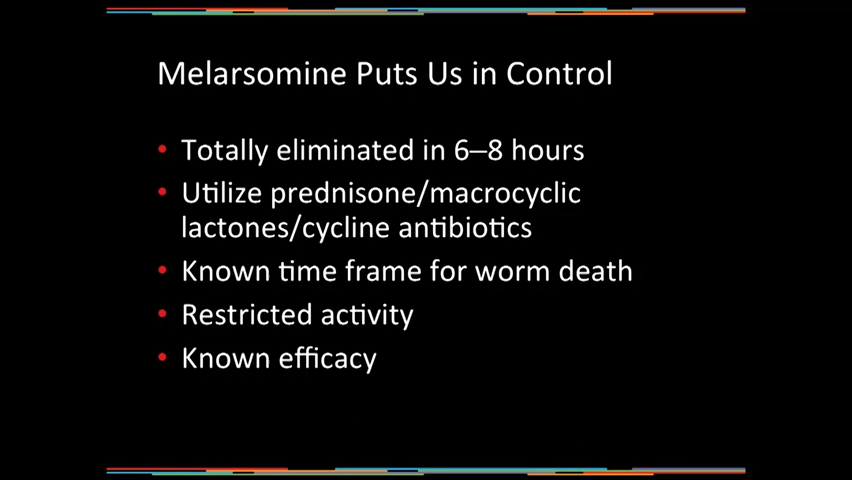 Melarsomine Puts Us in Control
• Totally eliminated in 6–8 hours
• Utilize prednisone/macrocyclic
lactones/cycline antibiotics
• Known time frame for worm death
• Restricted activity
• Known efficacy